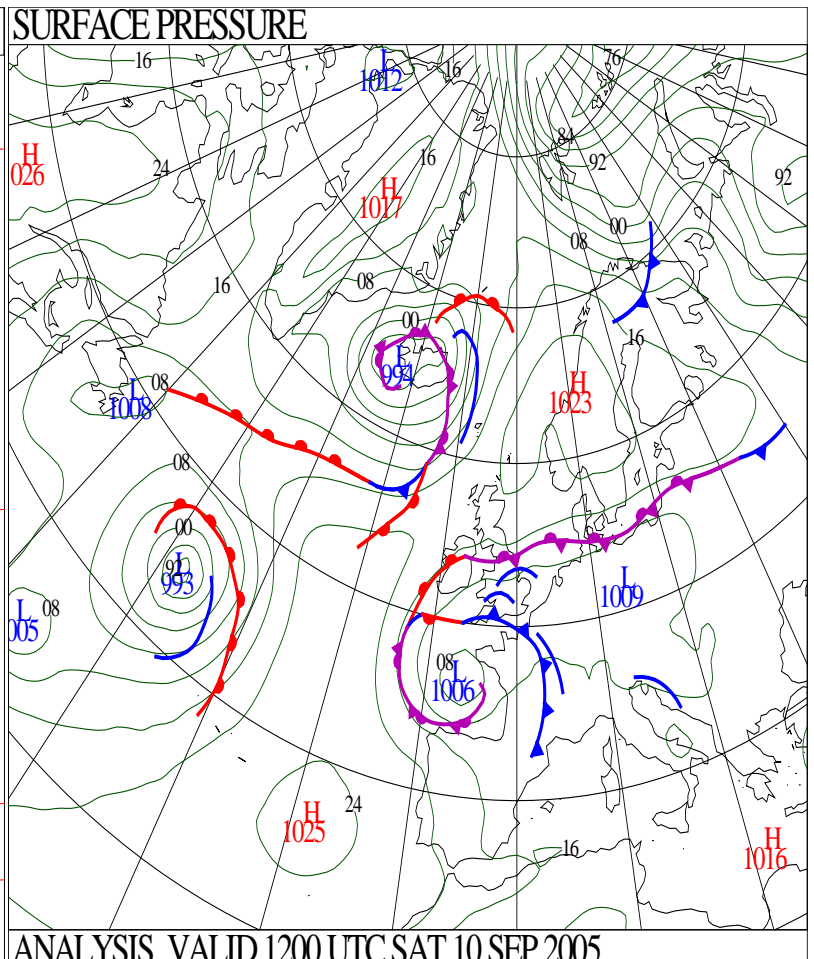 SURFACE PRESSURE
16
L
1012
16
76
84
H
026
24
16
92
92
H
1017
00
08
16
08
00
16
L
994
H
1023
L
1008
08
08
00
92
L
993
L
1009
L
005
08
08
L
1006
H
1025
24
16
H
1016
ANALYSIS VALID 1200 UTC SAT 10 SEP 2005